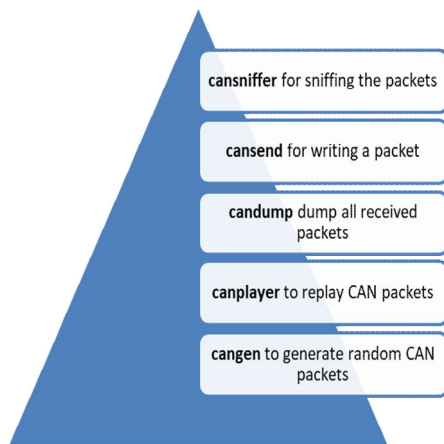 cansniffer for sniffing the packets
cansend for writing a packet
candump dump all received
packets
canplayer to replay CAN packets
cangen to generate random CAN
packets